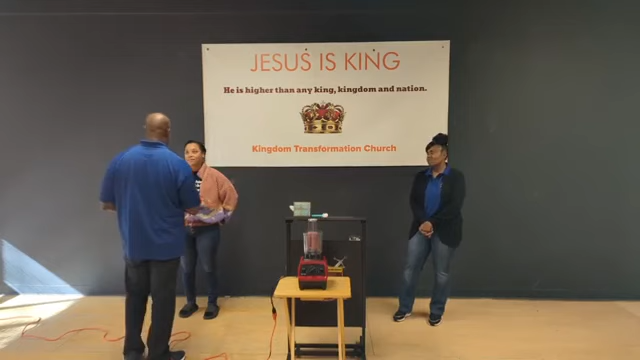 JESUS IS KING
He is higher than any king, kingdom and nation.
Kingdom Transformation Church